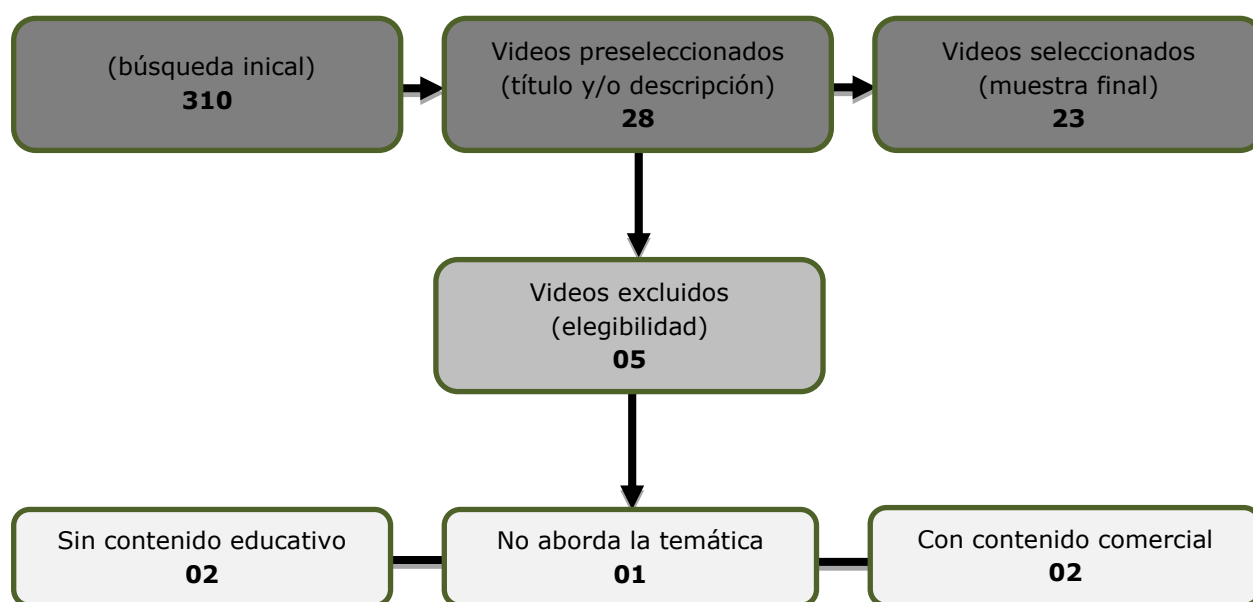 (búsqueda inical)
310
Videos preseleccionados
(título y/o descripción)
28
Videos seleccionados
(muestra final)
23
Videos excluidos
(elegibilidad)
05
Sin contenido educativo
02
No aborda la temática
01
Con contenido comercial
02